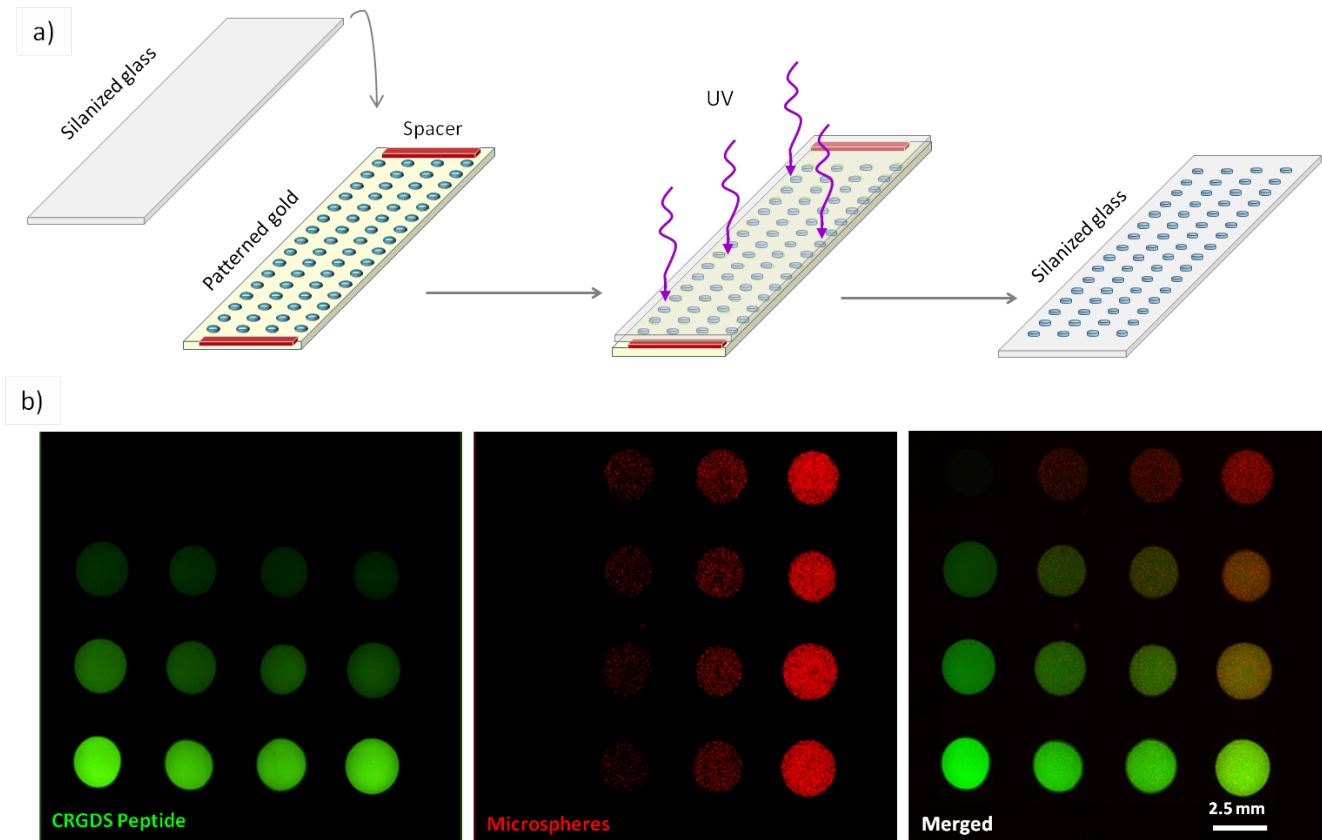 a)
Silanized glass
Spacer
Patterned gold
UV
Silanized glass
b)
CRGDS Peptide
Microspheres
Merged
2.5 mm